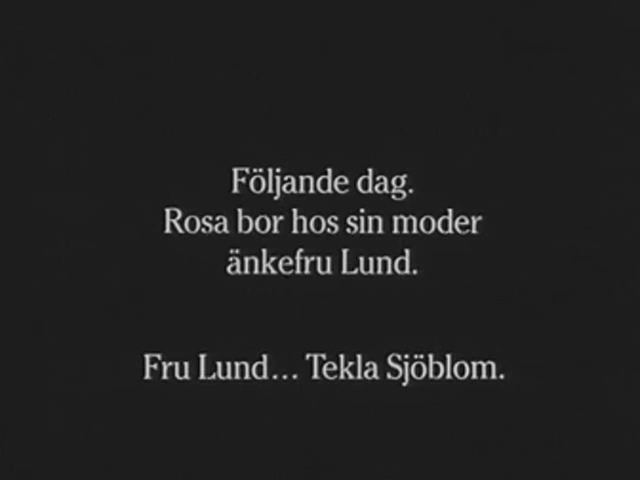 Följande dag.
Rosa bor hos sin moder
änkefru Lund.
Fru Lund... Tekla Sjöblom.